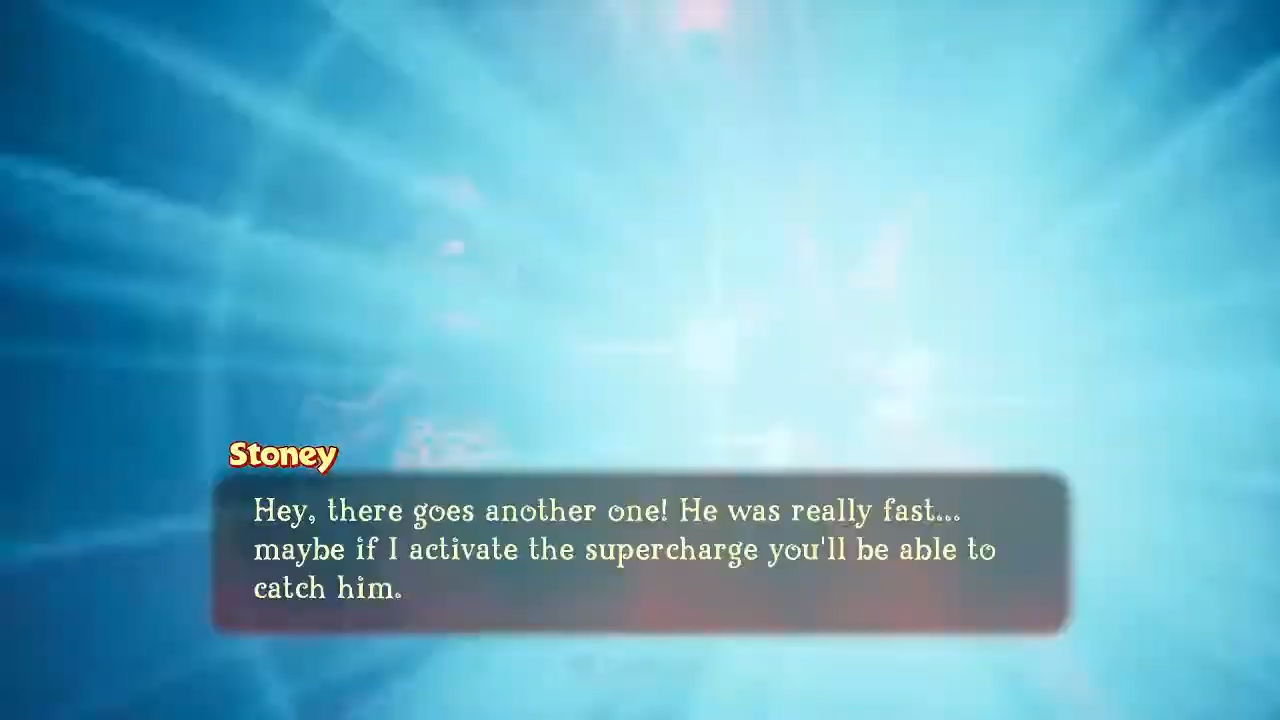 Stoney
Hey, there goes another one! He was really fast...
maybe if I activate the supercharge you'll be able to
catch him.